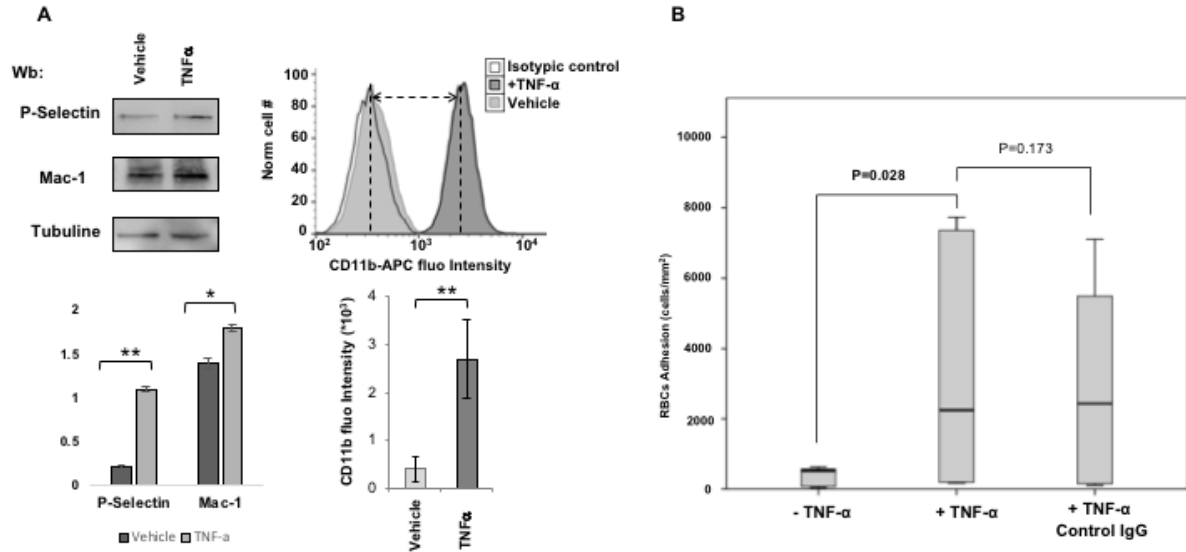 A
Wb:
Vehicle
TNFα
P-Selectin
Mac-1
Tubuline
Isotypic control
+TNF-α
Vehicle
Norm cell #
100
80
60
40
20
0
10²
10³
10⁴
CD11b-APC fluo Intensity
2
1.5
1
0.5
0
**
*
P-Selectin
Mac-1
Vehicle
TNF-a
CD11b fluo Intensity (*10³)
4
3
2
1
0
**
Vehicle
TNFα
B
RBCs Adhesion (cells/mm²)
10000
8000
6000
4000
2000
0
P=0.028
P=0.173
- TNF-α
+ TNF-α
+ TNF-α
Control IgG